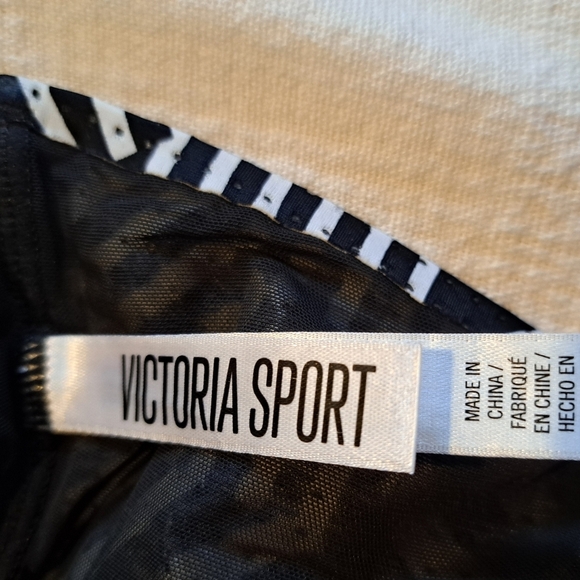 VICTORIA SPORT
MADE IN
CHINA /
FABRIQUÉ
EN CHINE /
HECHO EN